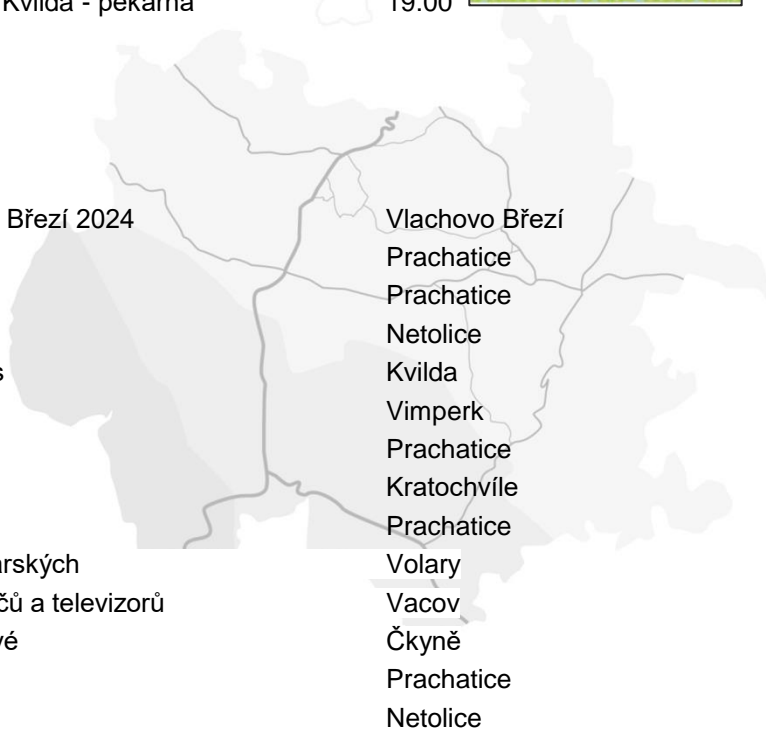 Kvilda - pekárna 19.00
Březí 2024 Vlachovo Březí
Prachatice
Prachatice
Netolice
Kvilda
Vimperk
Prachatice
Kratochvíle
Prachatice
arských Volary
čů a televizorů Vacov
vé Čkyně
Prachatice
Netolice